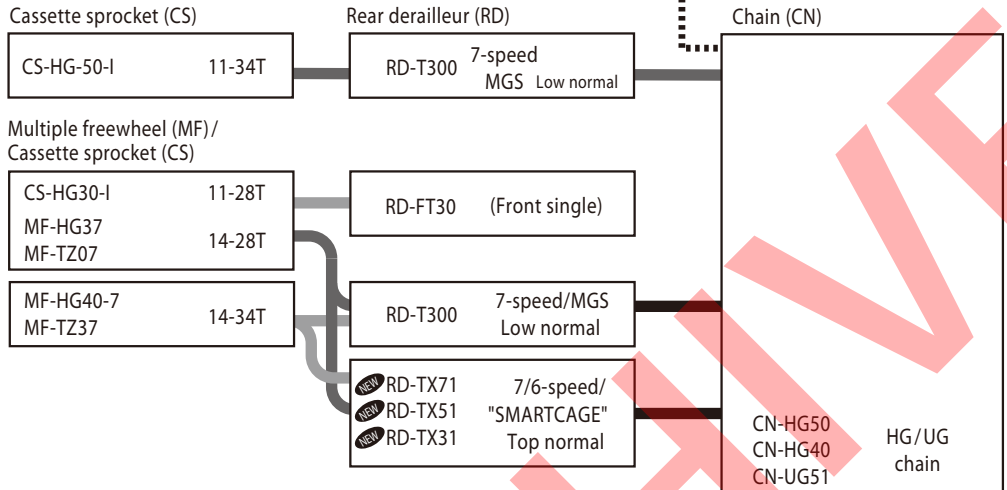 Cassette sprocket (CS)
Rear derailleur (RD)
Chain (CN)
CS-HG-50-I 11-34T
RD-T300 7-speed
MGS Low normal
Multiple freewheel (MF)/
Cassette sprocket (CS)
CS-HG30-I 11-28T
MF-HG37
MF-TZ07
14-28T
RD-FT30 (Front single)
MF-HG40-7
MF-TZ37
14-34T
RD-T300 7-speed/MGS
Low normal
NEW RD-TX71
NEW RD-TX51
NEW RD-TX31
7/6-speed/
"SMARTCAGE"
Top normal
CN-HG50
CN-HG40
CN-UG51
HG/UG
chain